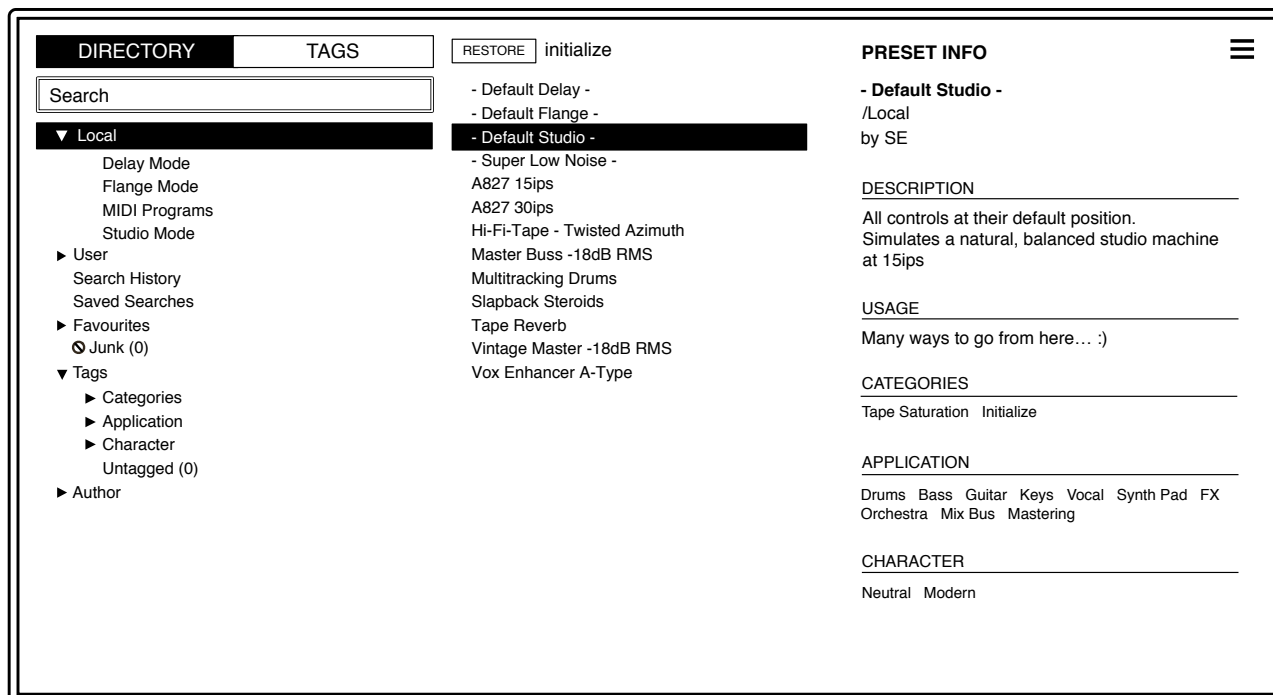 DIRECTORY
TAGS
Search
Local
Delay Mode
Flange Mode
MIDI Programs
Studio Mode
User
Search History
Saved Searches
Favourites
Junk (0)
Tags
Categories
Application
Character
Untagged (0)
Author
RESTORE initialize
- Default Delay -
- Default Flange -
- Default Studio -
- Super Low Noise -
A827 15ips
A827 30ips
Hi-Fi-Tape - Twisted Azimuth
Master Buss -18dB RMS
Multitracking Drums
Slapback Steroids
Tape Reverb
Vintage Master -18dB RMS
Vox Enhancer A-Type
PRESET INFO
- Default Studio -
/Local
by SE
DESCRIPTION
All controls at their default position.
Simulates a natural, balanced studio machine
at 15ips
USAGE
Many ways to go from here… :)
CATEGORIES
Tape Saturation Initialize
APPLICATION
Drums Bass Guitar Keys Vocal Synth Pad FX
Orchestra Mix Bus Mastering
CHARACTER
Neutral Modern